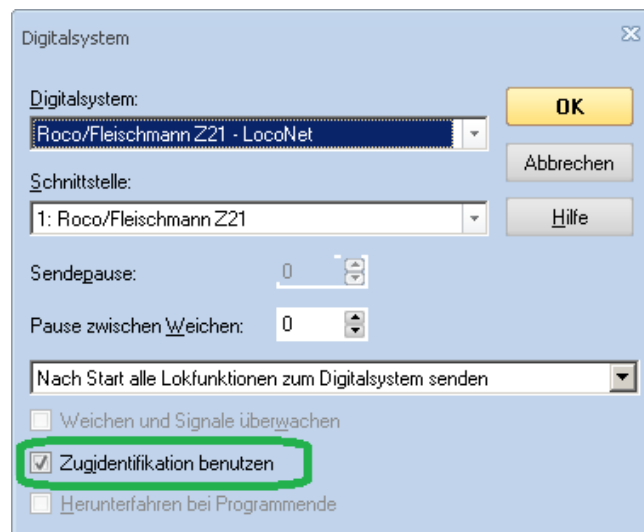 Digitalsystem
Digitalsystem:
Roco/Fleischmann Z21 - LocoNet
OK
Abbrechen
Schnittstelle:
1: Roco/Fleischmann Z21
Hilfe
Sendepause: 0
Pause zwischen Weichen: 0
Nach Start alle Lokfunktionen zum Digitalsystem senden
Weichen und Signale überwachen
Zugidentifikation benutzen
Herunterfahren bei Programmende